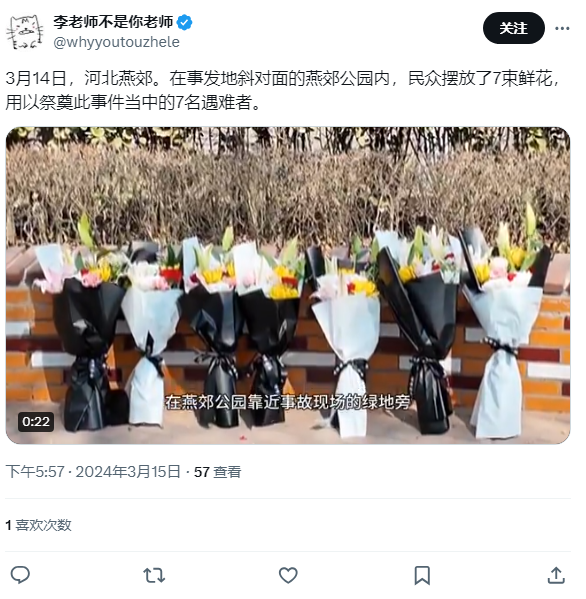 李老师不是你老师
@whyyoutouzhele
关注
3月14日，河北燕郊。在事发地斜对面的燕郊公园内，民众摆放了7束鲜花，
用以祭奠此事件当中的7名遇难者。
在燕郊公园靠近事故现场的绿地旁
0:22
下午5:57 · 2024年3月15日 · 57 查看
1 喜欢次数